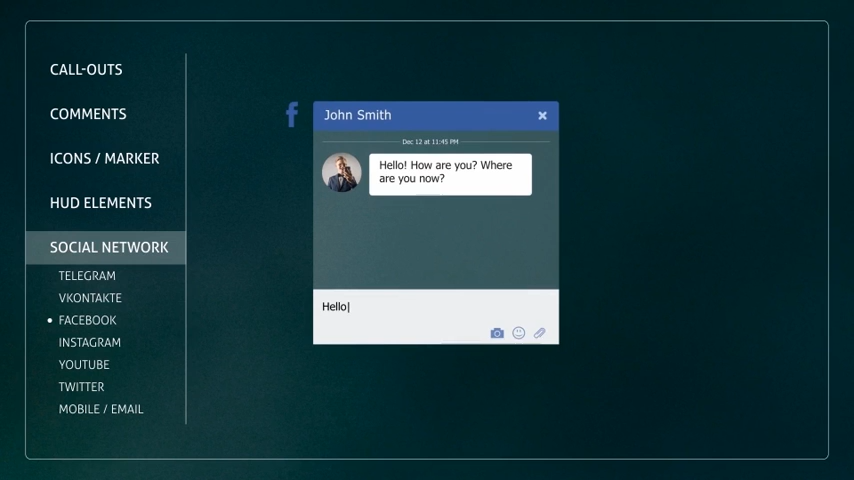 CALL-OUTS
COMMENTS
ICONS / MARKER
HUD ELEMENTS
SOCIAL NETWORK
TELEGRAM
VKONTAKTE
FACEBOOK
INSTAGRAM
YOUTUBE
TWITTER
MOBILE / EMAIL
f
John Smith
Dec 12 at 11:45 PM
Hello! How are you? Where
are you now?
Hello|